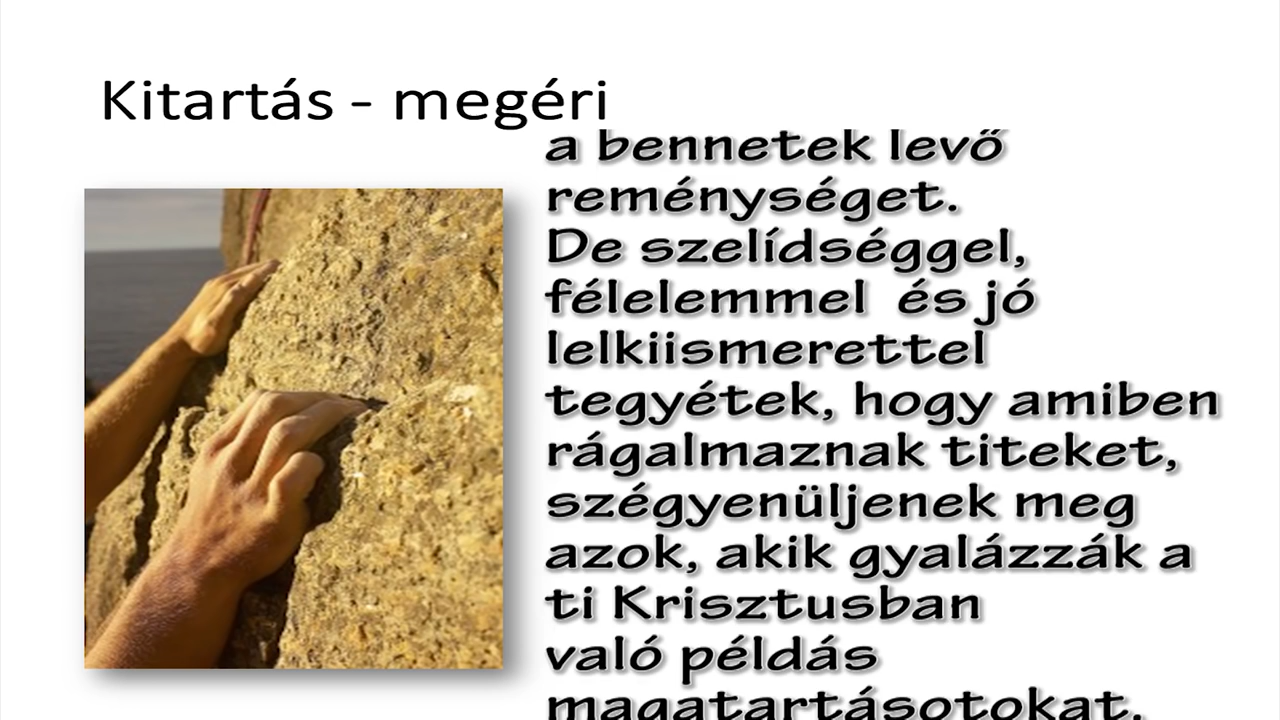 Kitartás - megéri
a bennetek levő
reménységet.
De szelídséggel,
félelemmel  és jó
lelkiismerettel
tegyétek, hogy amiben
rágalmaznak titeket,
szégyenüljenek meg
azok, akik gyalázzák a
ti Krisztusban
való példás
magatartásotokat.